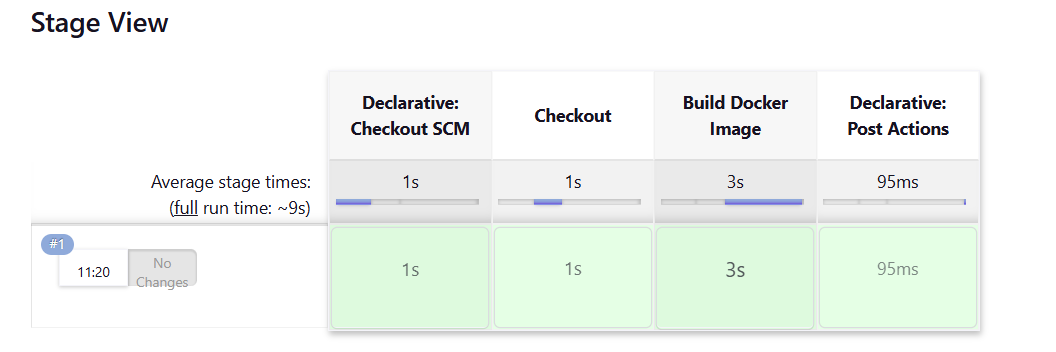 Stage View
Declarative: Checkout SCM
Checkout
Build Docker Image
Declarative: Post Actions
Average stage times:
(full run time: ~9s)
1s
1s
3s
95ms
#1
11:20
No Changes
1s
1s
3s
95ms